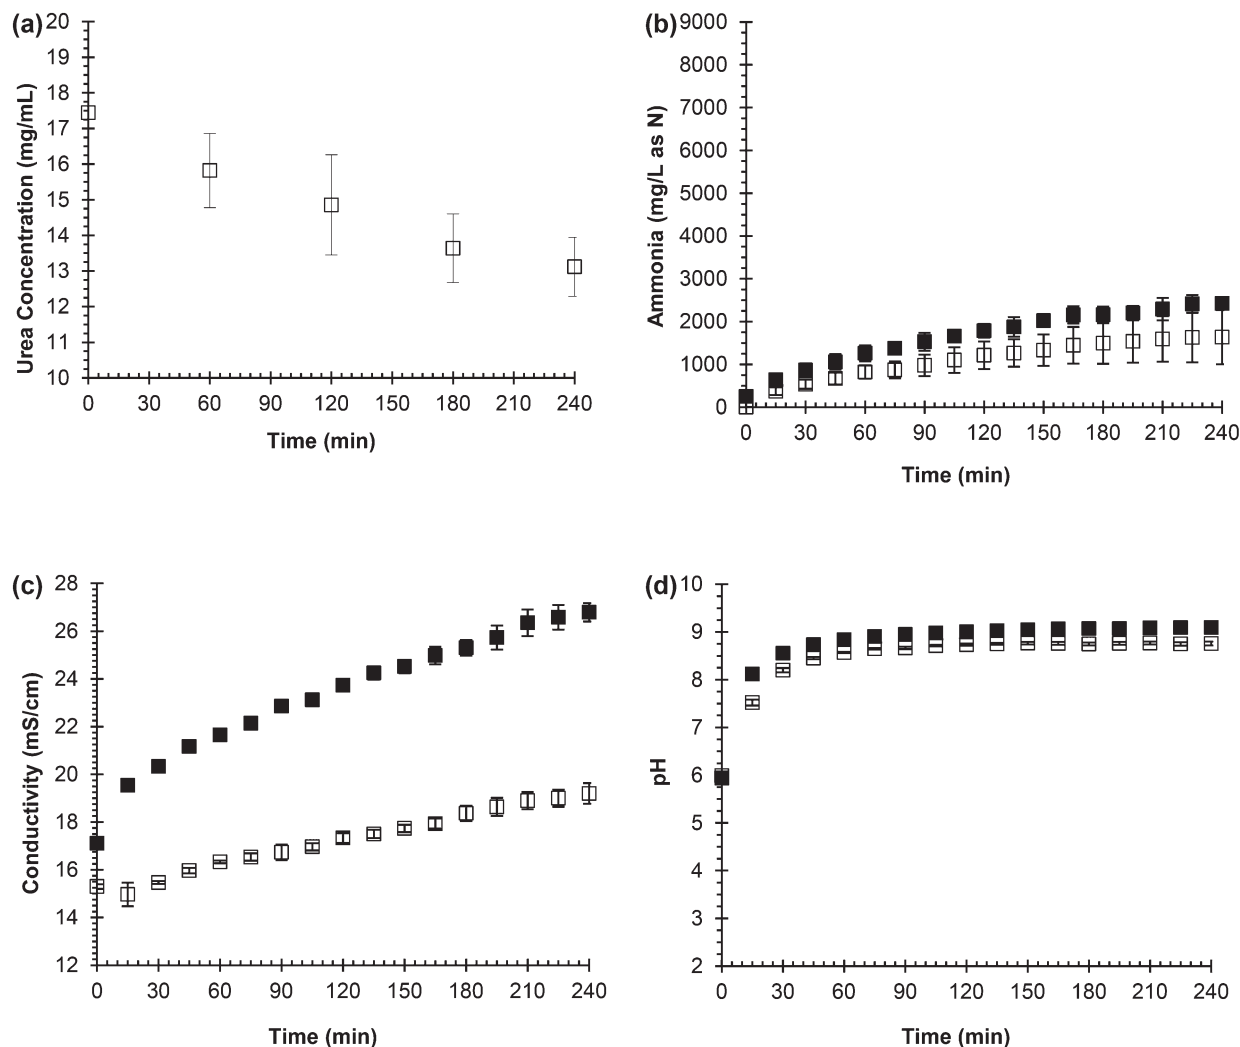 (a)
20
19
18
17
16
15
14
13
12
11
10
Urea Concentration (mg/mL)
0 30 60 90 120 150 180 210 240
Time (min)
(b)
9000
8000
7000
6000
5000
4000
3000
2000
1000
0
Ammonia (mg/L as N)
0 30 60 90 120 150 180 210 240
Time (min)
(c)
28
26
24
22
20
18
16
14
12
Conductivity (mS/cm)
0 30 60 90 120 150 180 210 240
Time (min)
(d)
10
9
8
7
6
5
4
3
2
pH
0 30 60 90 120 150 180 210 240
Time (min)